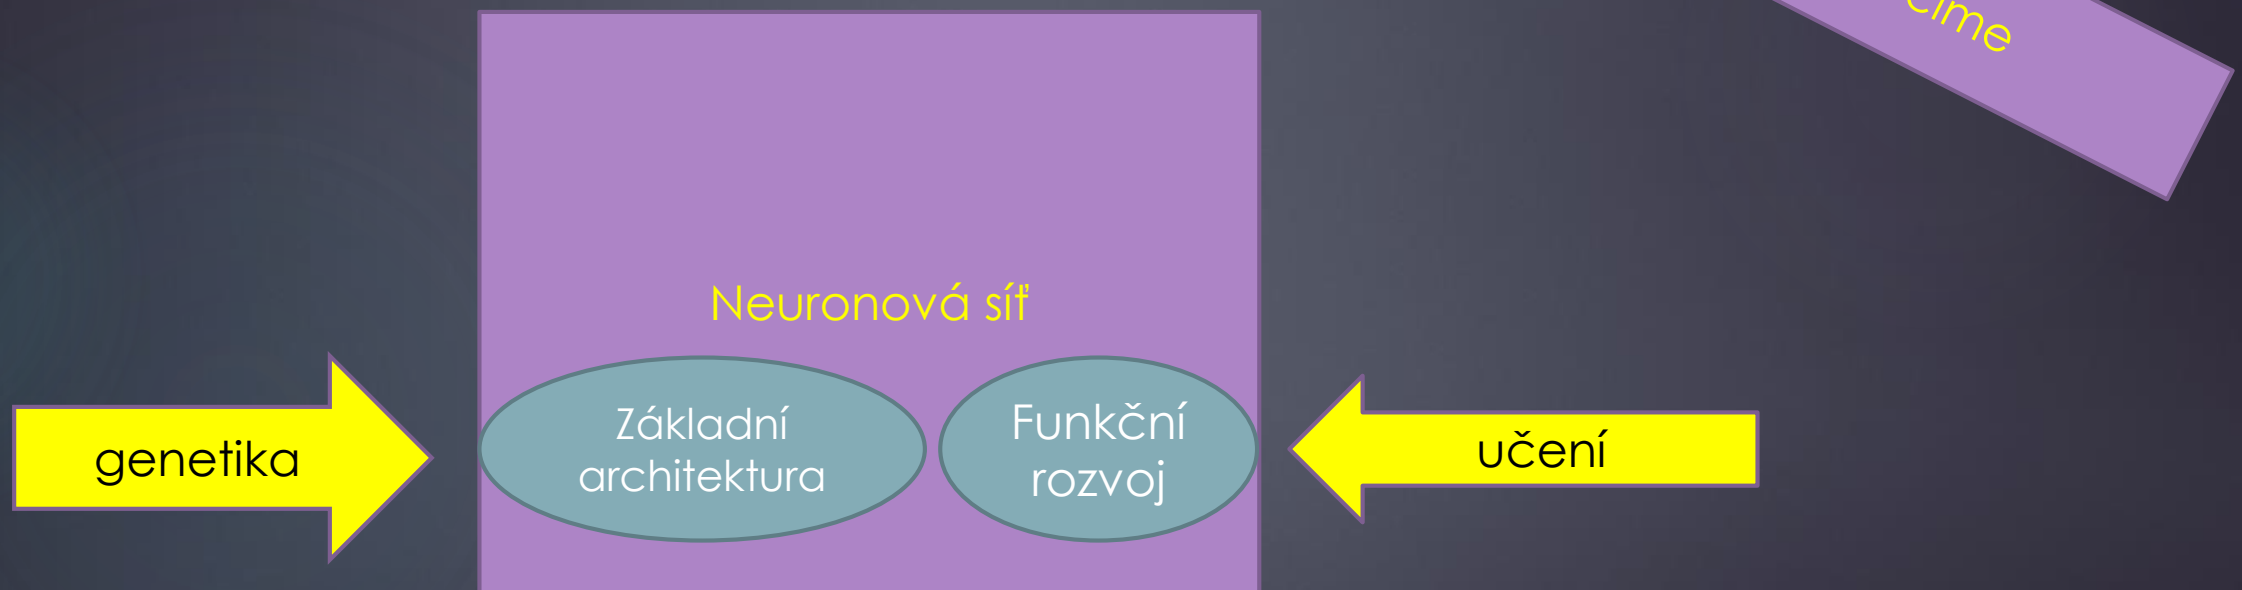 Neuronová síť
genetika
Základní
architektura
Funkční
rozvoj
učení